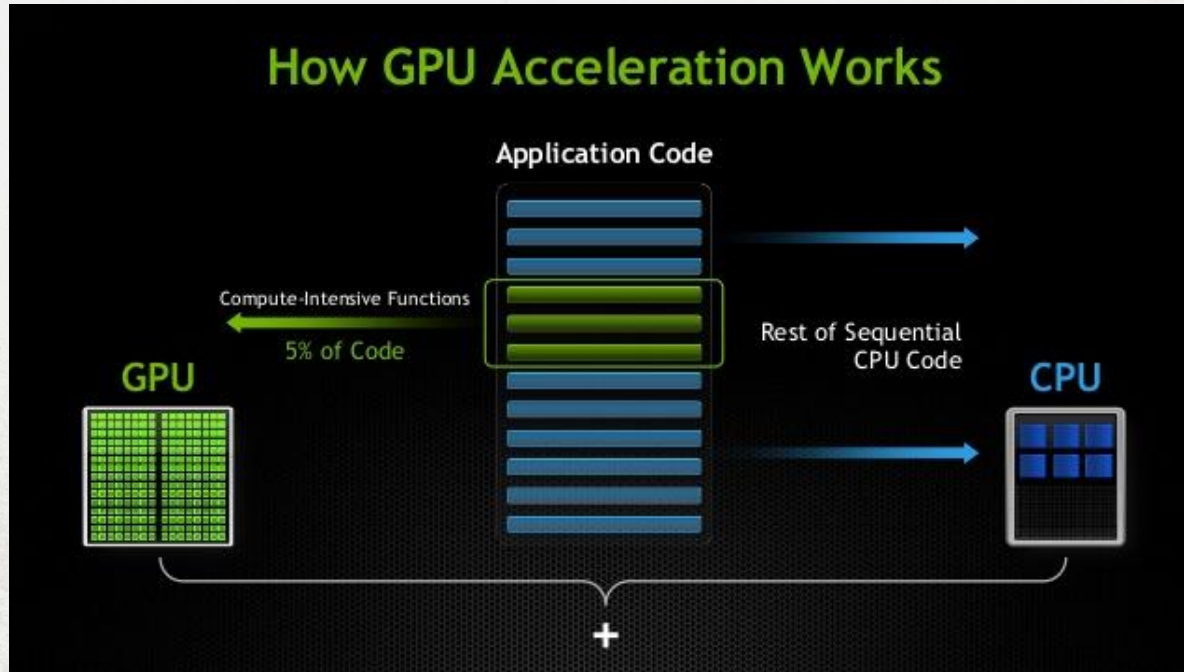 How GPU Acceleration Works
Application Code
Compute-Intensive Functions
5% of Code
Rest of Sequential
CPU Code
GPU
CPU
+